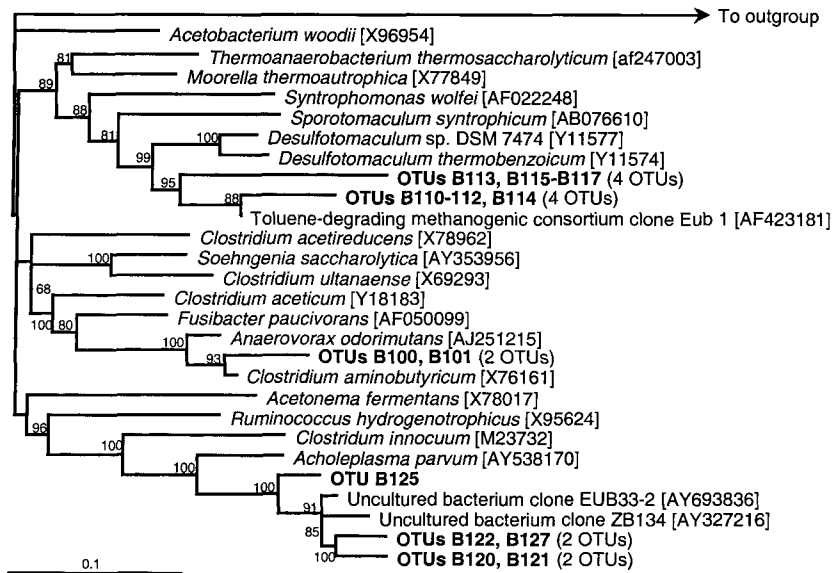 To outgroup
Acetobacterium woodii [X96954]
81
Thermoanaerobacterium thermosaccharolyticum [af247003]
89
Moorella thermoautrophica [X77849]
88
Syntrophomonas wolfei [AF022248]
81
Sporotomaculum syntrophicum [AB076610]
100
Desulfotomaculum sp. DSM 7474 [Y11577]
99
Desulfotomaculum thermobenzoicum [Y11574]
95
OTUs B113, B115-B117 (4 OTUs)
88
OTUs B110-112, B114 (4 OTUs)
Toluene-degrading methanogenic consortium clone Eub 1 [AF423181]
Clostridium acetireducens [X78962]
100
Soehngenia saccharolytica [AY353956]
Clostridium ultanaense [X69293]
68
Clostridium aceticum [Y18183]
100
80
Fusibacter paucivorans [AF050099]
100
Anaerovorax odorimutans [AJ251215]
93
OTUs B100, B101 (2 OTUs)
Clostridium aminobutyricum [X76161]
Acetonema fermentans [X78017]
96
Ruminococcus hydrogenotrophicus [X95624]
100
Clostridum innocuum [M23732]
100
Acholeplasma parvum [AY538170]
100
OTU B125
91
Uncultured bacterium clone EUB33-2 [AY693836]
Uncultured bacterium clone ZB134 [AY327216]
85
OTUs B122, B127 (2 OTUs)
100
OTUs B120, B121 (2 OTUs)
0.1